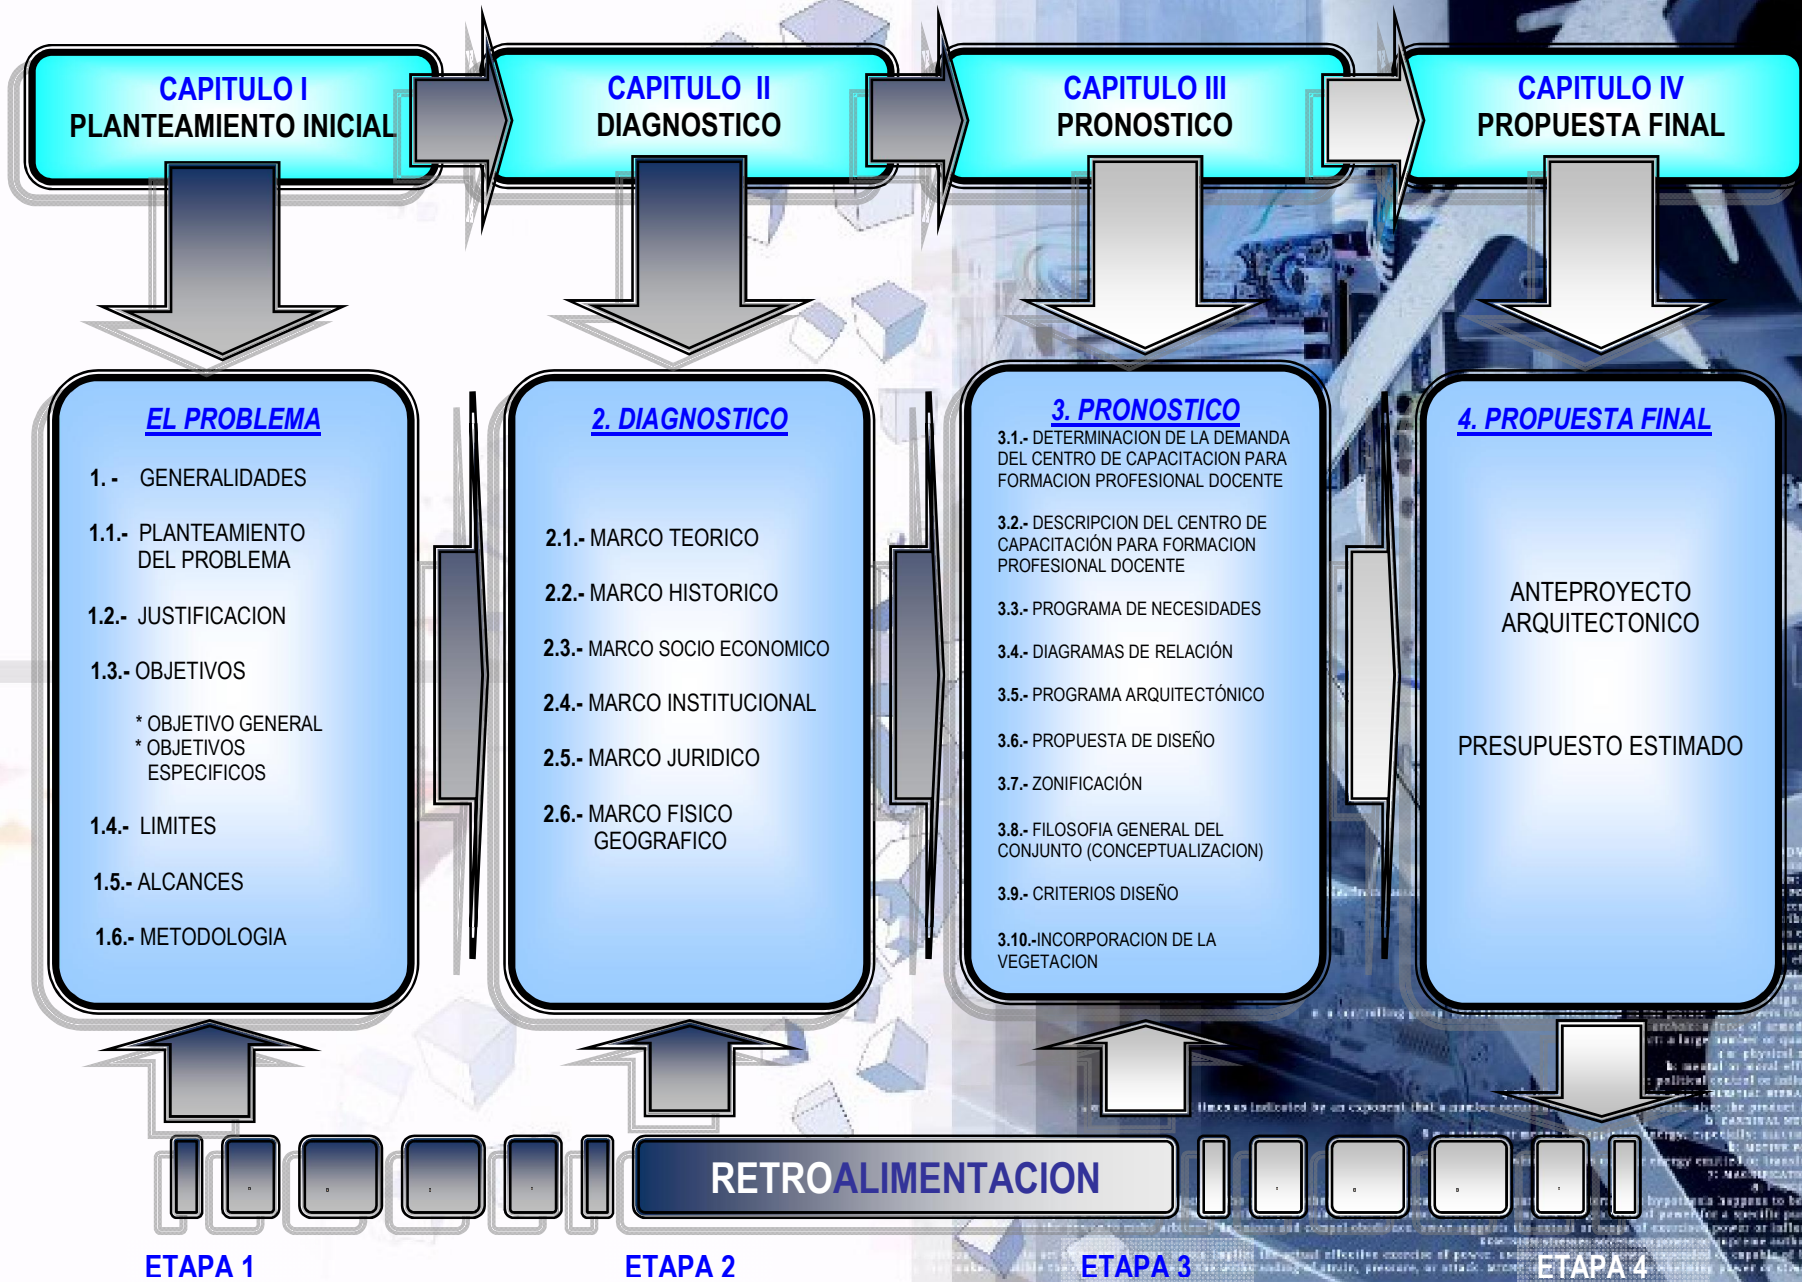 CAPITULO I
PLANTEAMIENTO INICIAL
CAPITULO II
DIAGNOSTICO
CAPITULO III
PRONOSTICO
CAPITULO IV
PROPUESTA FINAL
EL PROBLEMA
1. - GENERALIDADES
1.1.- PLANTEAMIENTO
DEL PROBLEMA
1.2.- JUSTIFICACION
1.3.- OBJETIVOS
* OBJETIVO GENERAL
* OBJETIVOS
ESPECIFICOS
1.4.- LIMITES
1.5.- ALCANCES
1.6.- METODOLOGIA
2. DIAGNOSTICO
2.1.- MARCO TEORICO
2.2.- MARCO HISTORICO
2.3.- MARCO SOCIO ECONOMICO
2.4.- MARCO INSTITUCIONAL
2.5.- MARCO JURIDICO
2.6.- MARCO FISICO
GEOGRAFICO
3. PRONOSTICO
3.1.- DETERMINACION DE LA DEMANDA
DEL CENTRO DE CAPACITACION PARA
FORMACION PROFESIONAL DOCENTE
3.2.- DESCRIPCION DEL CENTRO DE
CAPACITACIÓN PARA FORMACION
PROFESIONAL DOCENTE
3.3.- PROGRAMA DE NECESIDADES
3.4.- DIAGRAMAS DE RELACIÓN
3.5.- PROGRAMA ARQUITECTÓNICO
3.6.- PROPUESTA DE DISEÑO
3.7.- ZONIFICACIÓN
3.8.- FILOSOFIA GENERAL DEL
CONJUNTO (CONCEPTUALIZACION)
3.9.- CRITERIOS DISEÑO
3.10.-INCORPORACION DE LA
VEGETACION
4. PROPUESTA FINAL
ANTEPROYECTO
ARQUITECTONICO
PRESUPUESTO ESTIMADO
RETROALIMENTACION
ETAPA 1
ETAPA 2
ETAPA 3
ETAPA 4